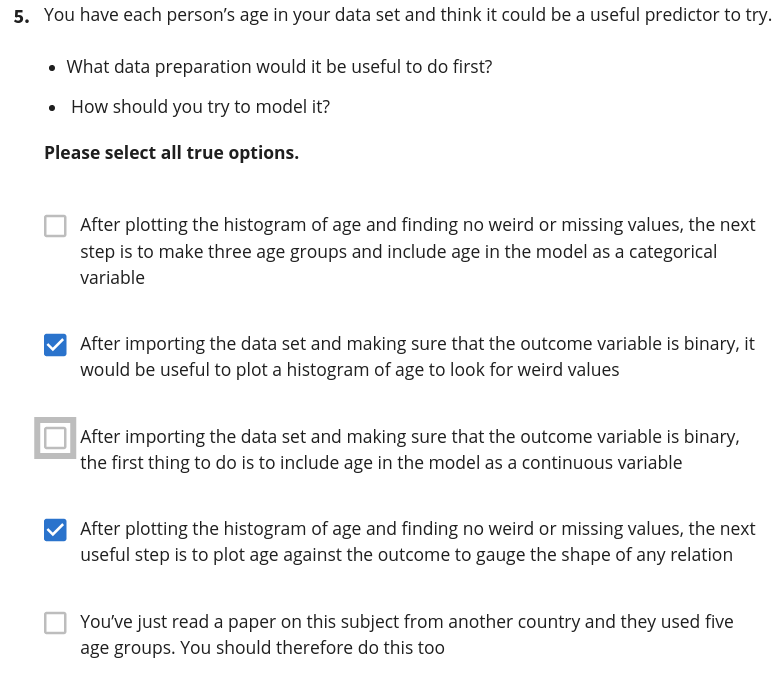 5. You have each person’s age in your data set and think it could be a useful predictor to try.
• What data preparation would it be useful to do first?
• How should you try to model it?
Please select all true options.
After plotting the histogram of age and finding no weird or missing values, the next
step is to make three age groups and include age in the model as a categorical
variable
After importing the data set and making sure that the outcome variable is binary, it
would be useful to plot a histogram of age to look for weird values
After importing the data set and making sure that the outcome variable is binary,
the first thing to do is to include age in the model as a continuous variable
After plotting the histogram of age and finding no weird or missing values, the next
useful step is to plot age against the outcome to gauge the shape of any relation
You’ve just read a paper on this subject from another country and they used five
age groups. You should therefore do this too